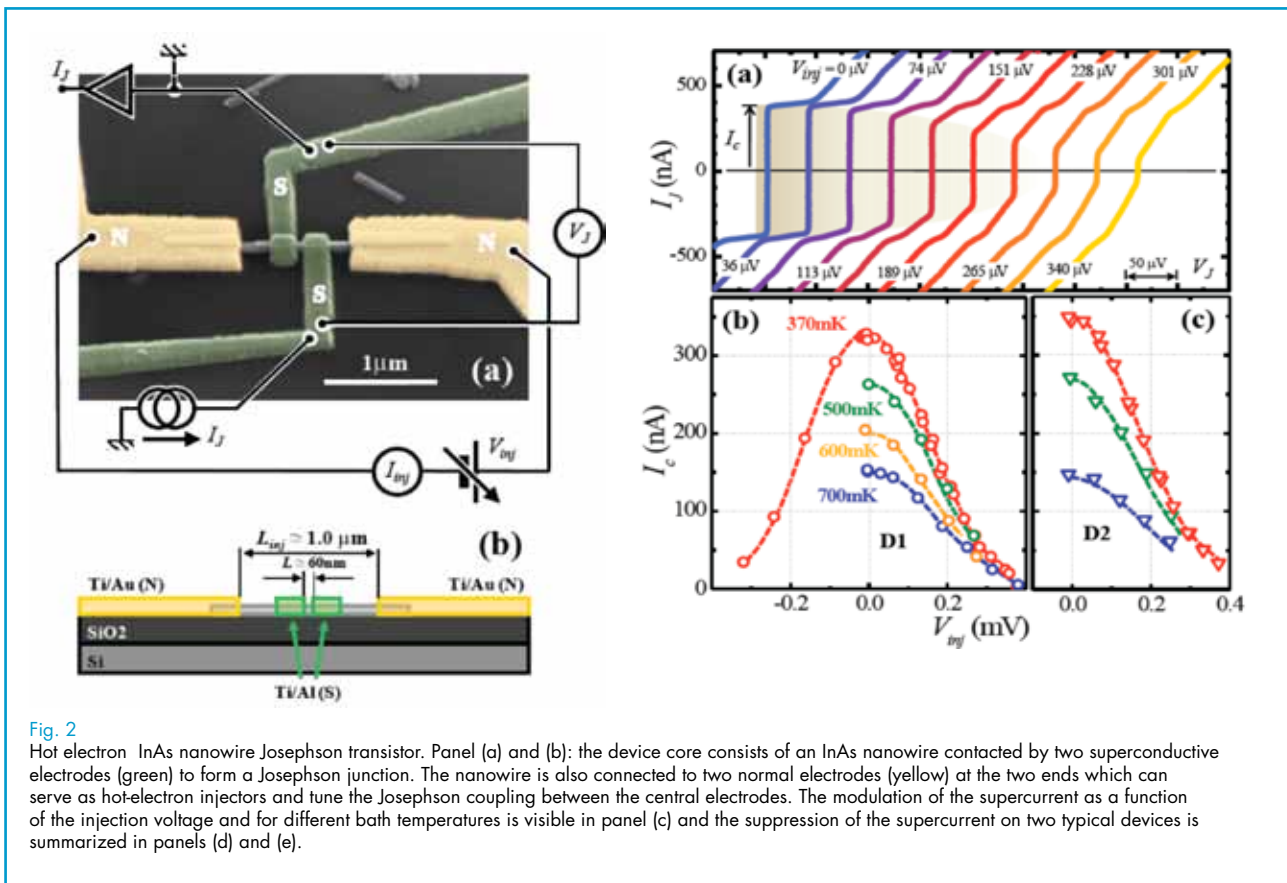 I_J
S
N
N
V_J
S
1μm
(a)
I_J
I_inj
V_inj
(b)
L_inj ≃ 1.0 μm
L ≃ 60nm
Ti/Au (N)
Ti/Au (N)
SiO2
Si
Ti/Al (S)
(a)
V_inj = 0 μV
74 μV
151 μV
228 μV
301 μV
500
I_c
0
I_J (nA)
-500
36 μV
113 μV
189 μV
265 μV
340 μV
50 μV
V_J
(b)
370mK
(c)
300
500mK
200
600mK
I_c (nA)
700mK
100
D1
D2
0
-0.2
0.0
0.2
0.0
0.2
0.4
V_inj (mV)
Fig. 2
Hot electron InAs nanowire Josephson transistor. Panel (a) and (b): the device core consists of an InAs nanowire contacted by two superconductive
electrodes (green) to form a Josephson junction. The nanowire is also connected to two normal electrodes (yellow) at the two ends which can
serve as hot-electron injectors and tune the Josephson coupling between the central electrodes. The modulation of the supercurrent as a function
of the injection voltage and for different bath temperatures is visible in panel (c) and the suppression of the supercurrent on two typical devices is
summarized in panels (d) and (e).